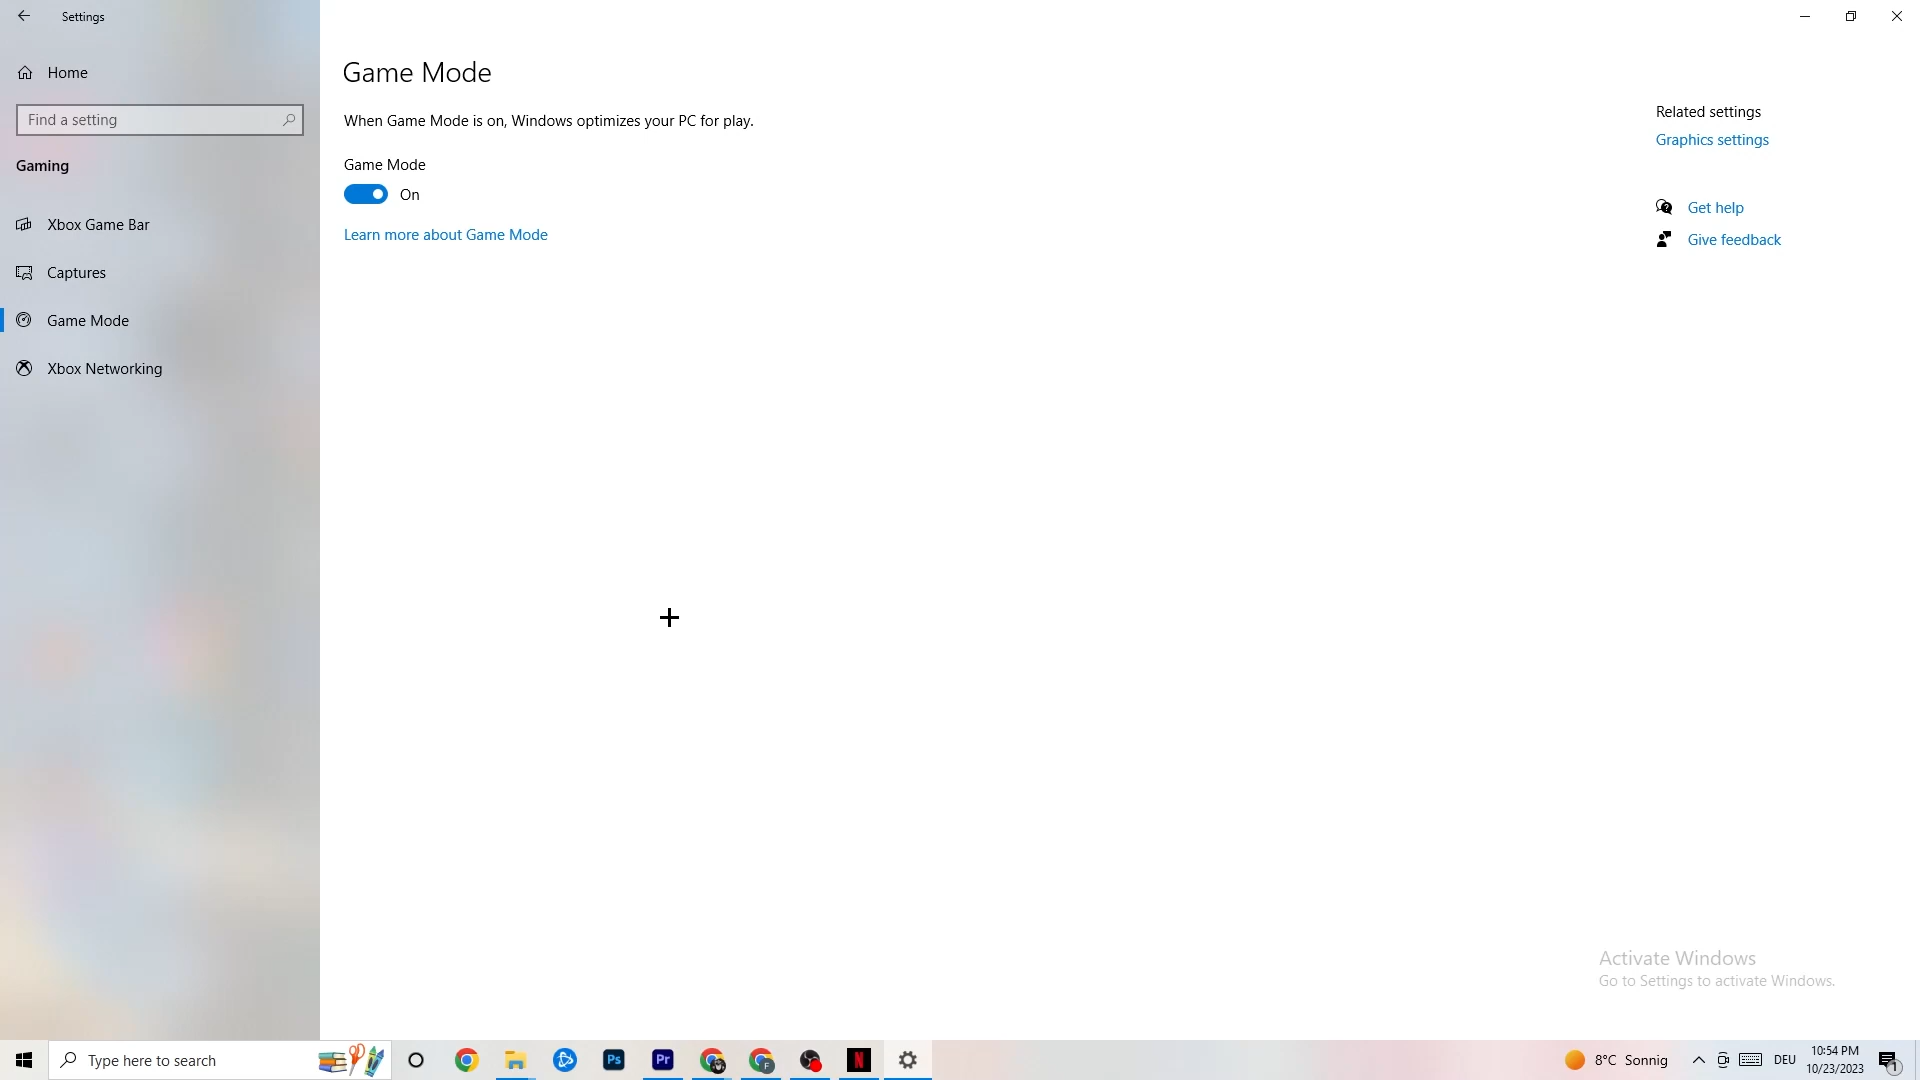 Settings
Home
Find a setting
Gaming
Xbox Game Bar
Captures
Game Mode
Xbox Networking
Game Mode
When Game Mode is on, Windows optimizes your PC for play.
Game Mode
On
Learn more about Game Mode
Related settings
Graphics settings
Get help
Give feedback
Activate Windows
Go to Settings to activate Windows.
Type here to search
Ps
Pr
F
N
8°C Sonnig
DEU
10:54 PM
10/23/2023
1